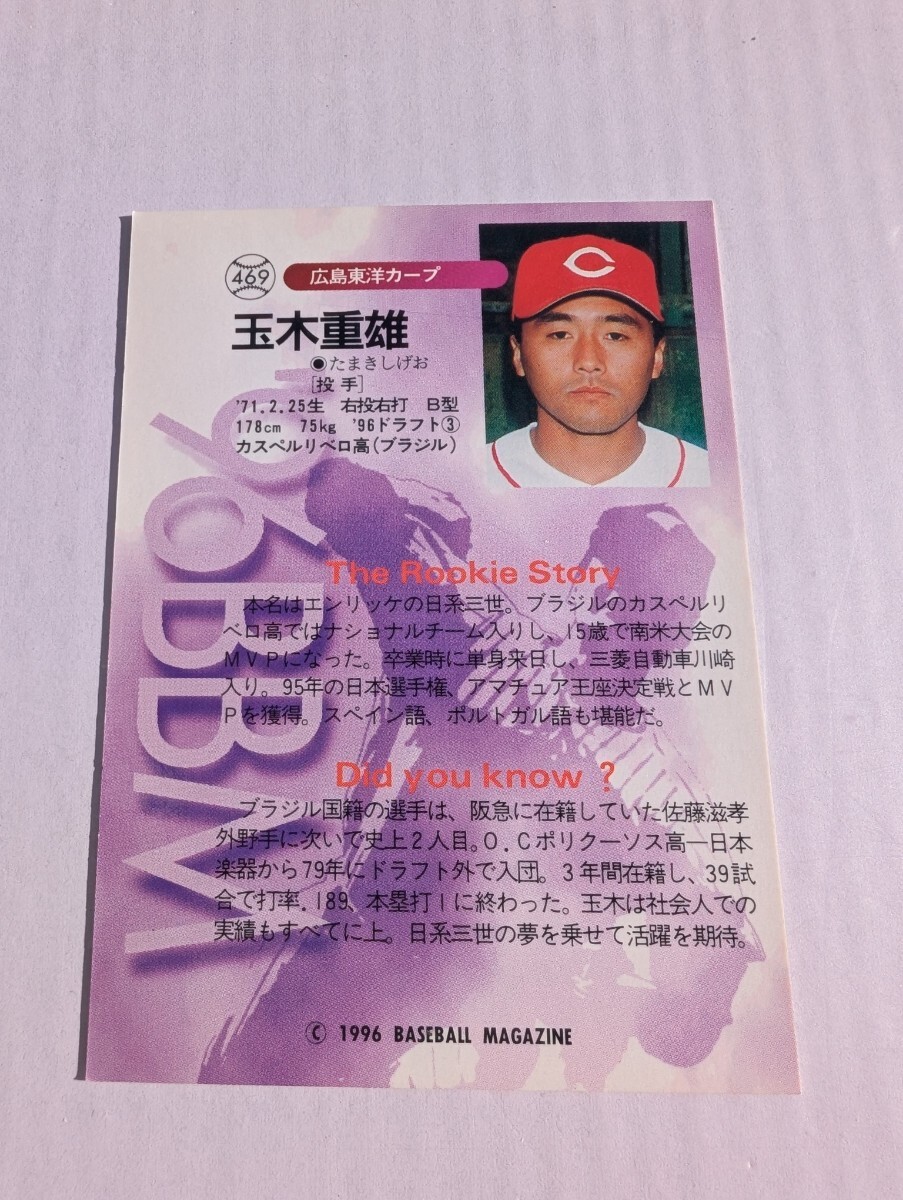 469
広島東洋カープ
C
玉木重雄
●たまきしげお
[投手]
'71.2.25生 右投右打 B型
178cm 75kg '96ドラフト③
カスペルリベロ高(ブラジル)
'96BBM
The Rookie Story
本名はエンリッケの日系三世。ブラジルのカスペルリ
ベロ高ではナショナルチーム入りし、15歳で南米大会の
MVPになった。卒業時に単身来日し、三菱自動車川崎
入り。95年の日本選手権、アマチュア王座決定戦とMV
Pを獲得。スペイン語、ポルトガル語も堪能だ。
Did you know ?
ブラジル国籍の選手は、阪急に在籍していた佐藤滋孝
外野手に次いで史上2人目。O.Cポリクーソス高―日本
楽器から79年にドラフト外で入団。3年間在籍し、39試
合で打率.189、本塁打1に終わった。玉木は社会人での
実績もすべてに上。日系三世の夢を乗せて活躍を期待。
© 1996 BASEBALL MAGAZINE